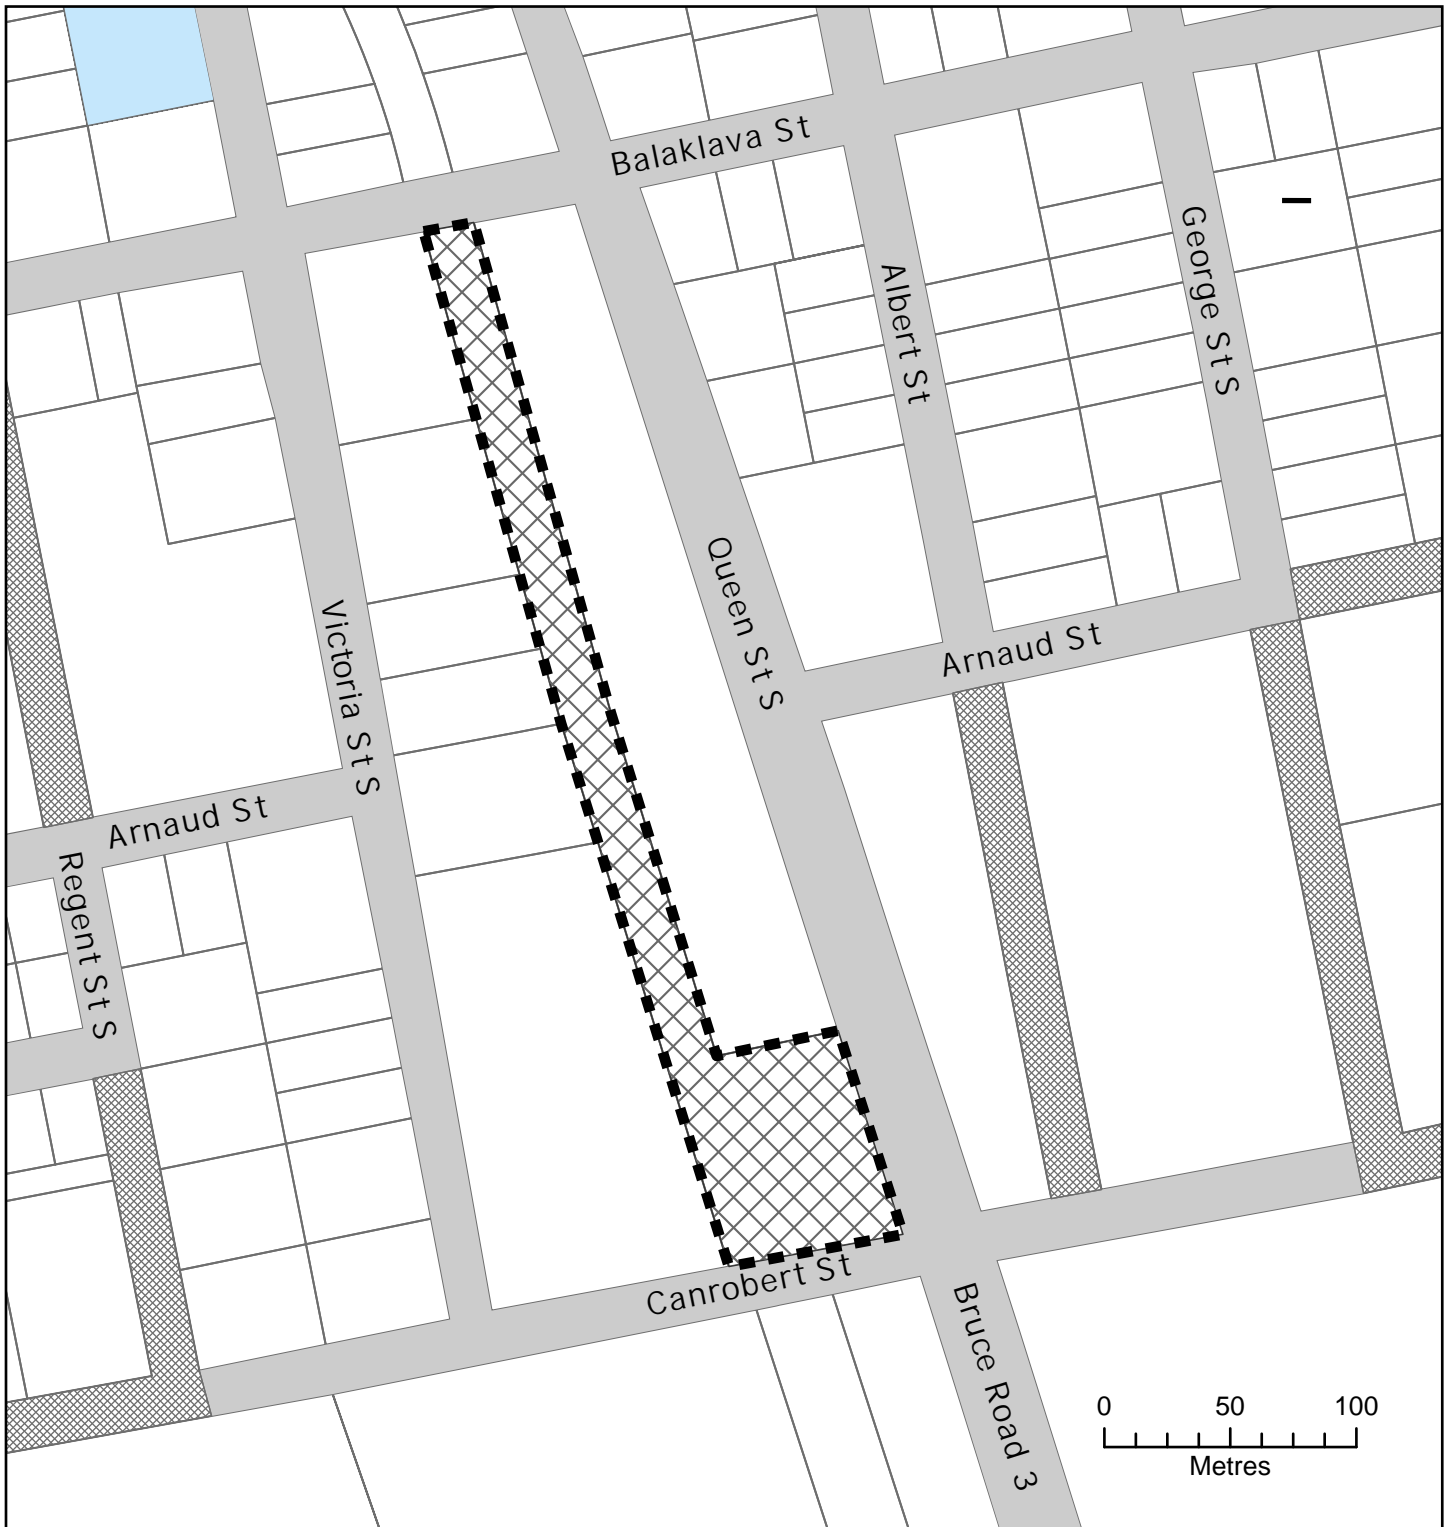 Balaklava St
George St S
Albert St
Queen St S
Victoria St S
Arnaud St
Arnaud St
Regent St S
Canrobert St
Bruce Road 3
0 50 100
Metres